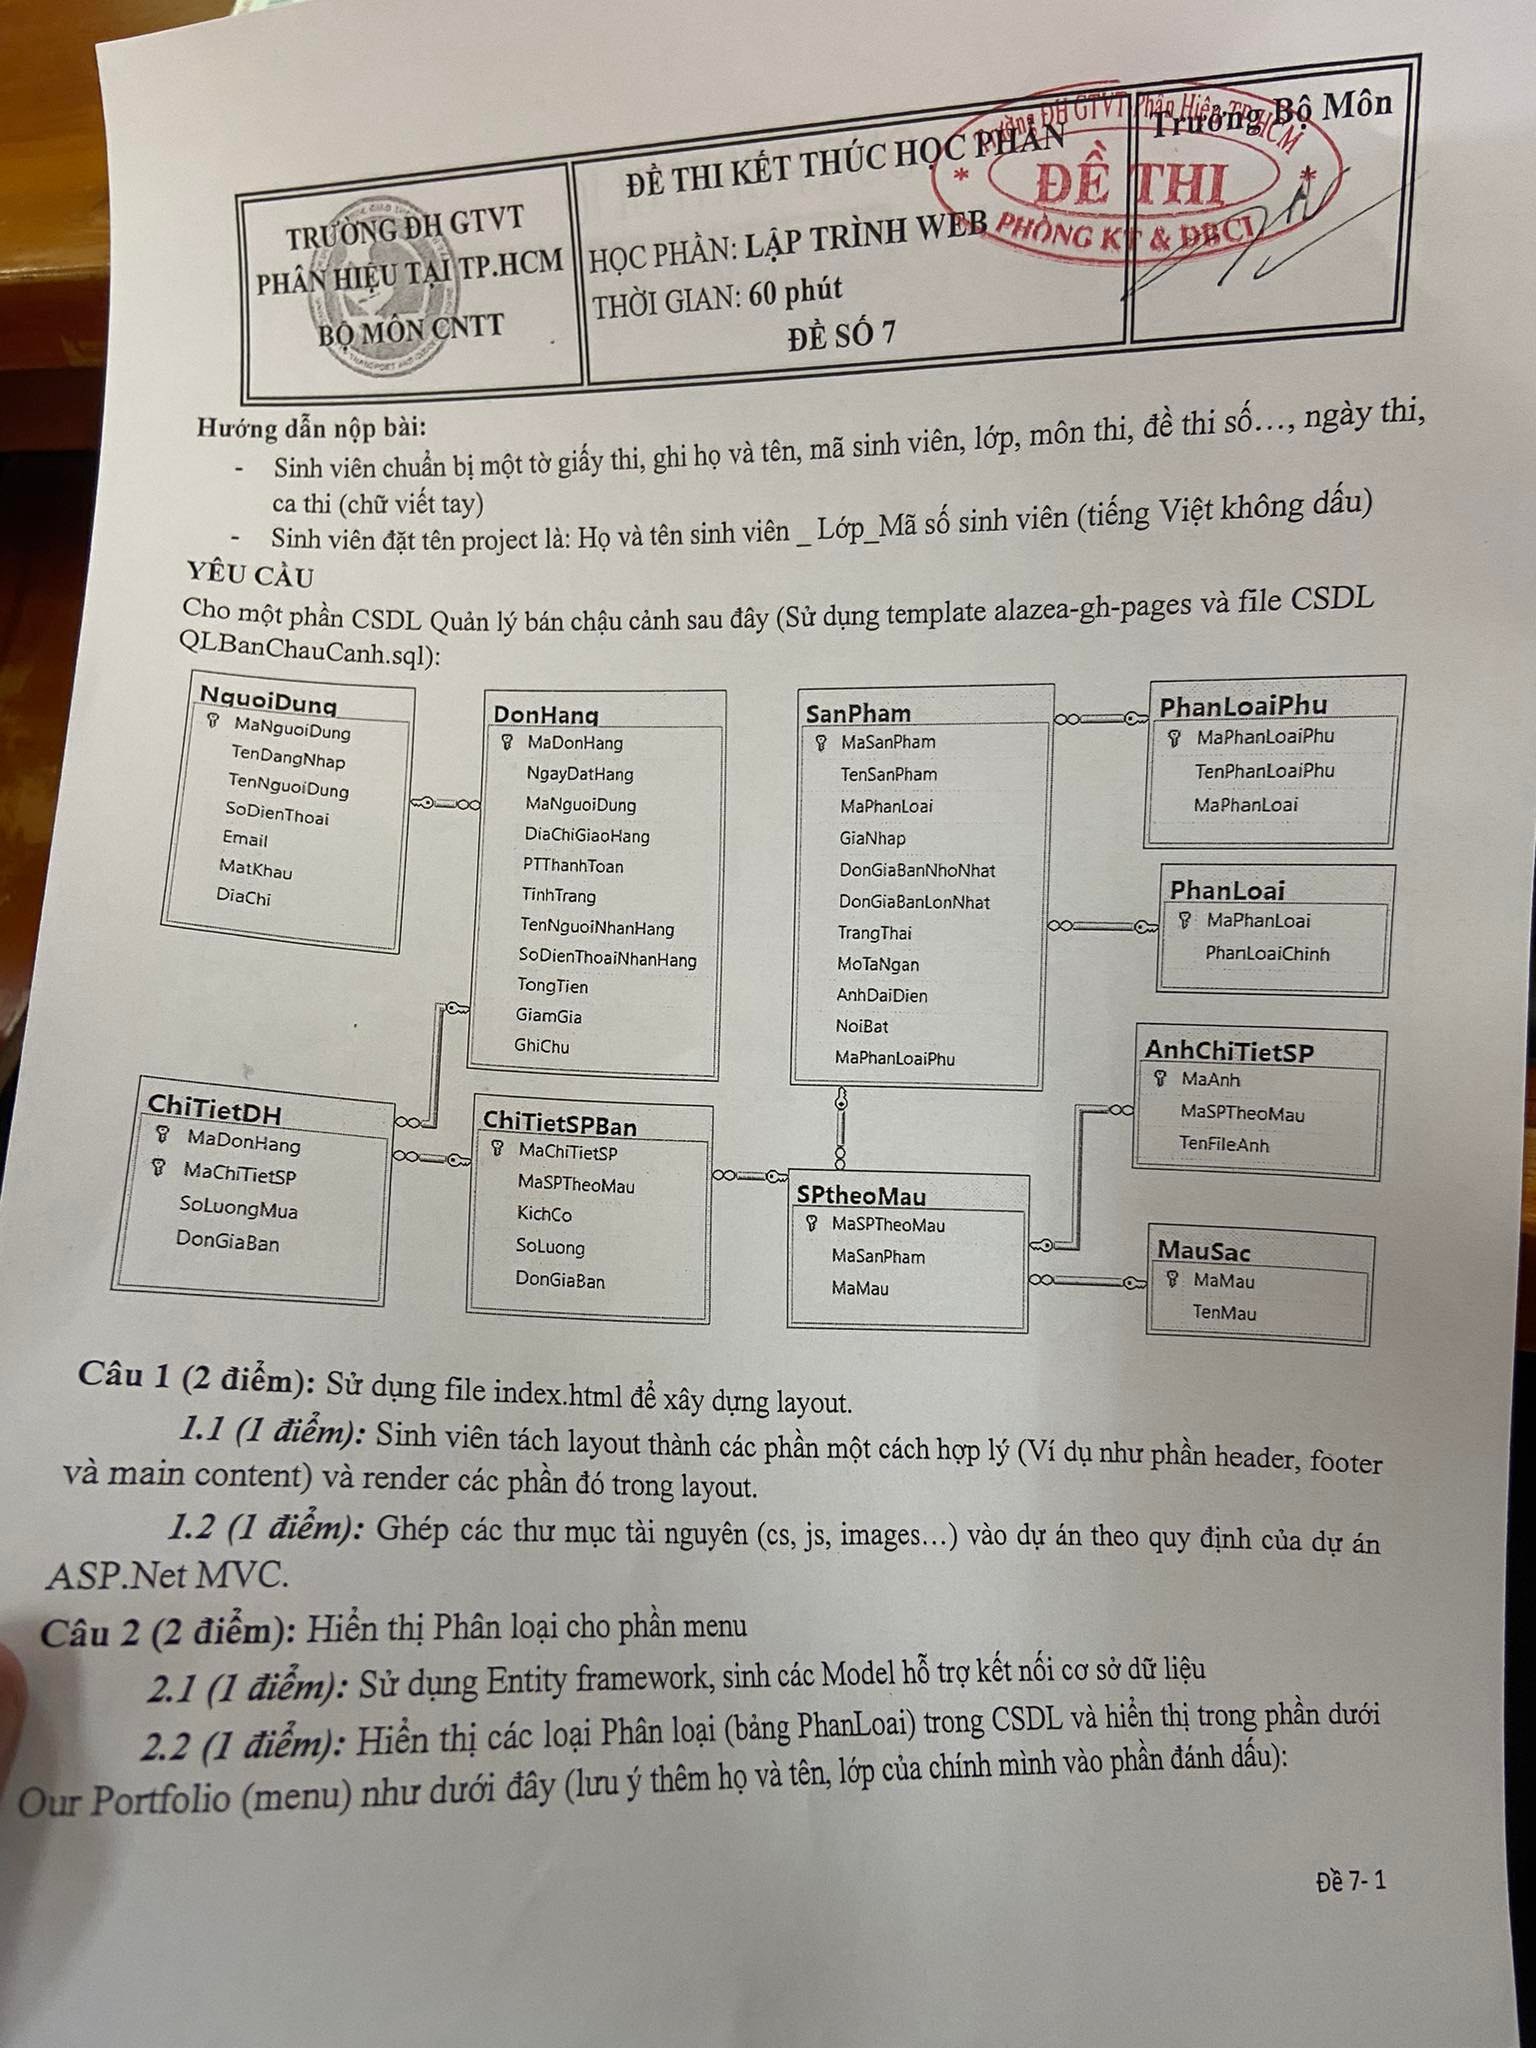 TRƯỜNG ĐH GTVT
PHÂN HIỆU TẠI TP.HCM
BỘ MÔN CNTT
ĐỀ THI KẾT THÚC HỌC PHẦN
HỌC PHẦN: LẬP TRÌNH WEB
THỜI GIAN: 60 phút
ĐỀ SỐ 7
Trưởng Bộ Môn
Trường ĐH GTVT Phân Hiệu TP.HCM
* ĐỀ THI *
PHÒNG KT & ĐBCL
Hướng dẫn nộp bài:
- Sinh viên chuẩn bị một tờ giấy thi, ghi họ và tên, mã sinh viên, lớp, môn thi, đề thi số…, ngày thi,
ca thi (chữ viết tay)
- Sinh viên đặt tên project là: Họ và tên sinh viên _ Lớp_Mã số sinh viên (tiếng Việt không dấu)
YÊU CẦU
Cho một phần CSDL Quản lý bán chậu cảnh sau đây (Sử dụng template alazea-gh-pages và file CSDL
QLBanChauCanh.sql):
NguoiDung
MaNguoiDung
TenDangNhap
TenNguoiDung
SoDienThoai
Email
MatKhau
DiaChi
DonHang
MaDonHang
NgayDatHang
MaNguoiDung
DiaChiGiaoHang
PTThanhToan
TinhTrang
TenNguoiNhanHang
SoDienThoaiNhanHang
TongTien
GiamGia
GhiChu
SanPham
MaSanPham
TenSanPham
MaPhanLoai
GiaNhap
DonGiaBanNhoNhat
DonGiaBanLonNhat
TrangThai
MoTaNgan
AnhDaiDien
NoiBat
MaPhanLoaiPhu
PhanLoaiPhu
MaPhanLoaiPhu
TenPhanLoaiPhu
MaPhanLoai
PhanLoai
MaPhanLoai
PhanLoaiChinh
AnhChiTietSP
MaAnh
MaSPTheoMau
TenFileAnh
ChiTietDH
MaDonHang
MaChiTietSP
SoLuongMua
DonGiaBan
ChiTietSPBan
MaChiTietSP
MaSPTheoMau
KichCo
SoLuong
DonGiaBan
SPtheoMau
MaSPTheoMau
MaSanPham
MaMau
MauSac
MaMau
TenMau
Câu 1 (2 điểm): Sử dụng file index.html để xây dựng layout.
1.1 (1 điểm): Sinh viên tách layout thành các phần một cách hợp lý (Ví dụ như phần header, footer
và main content) và render các phần đó trong layout.
1.2 (1 điểm): Ghép các thư mục tài nguyên (cs, js, images…) vào dự án theo quy định của dự án
ASP.Net MVC.
Câu 2 (2 điểm): Hiển thị Phân loại cho phần menu
2.1 (1 điểm): Sử dụng Entity framework, sinh các Model hỗ trợ kết nối cơ sở dữ liệu
2.2 (1 điểm): Hiển thị các loại Phân loại (bảng PhanLoai) trong CSDL và hiển thị trong phần dưới
Our Portfolio (menu) như dưới đây (lưu ý thêm họ và tên, lớp của chính mình vào phần đánh dấu):
Đề 7- 1